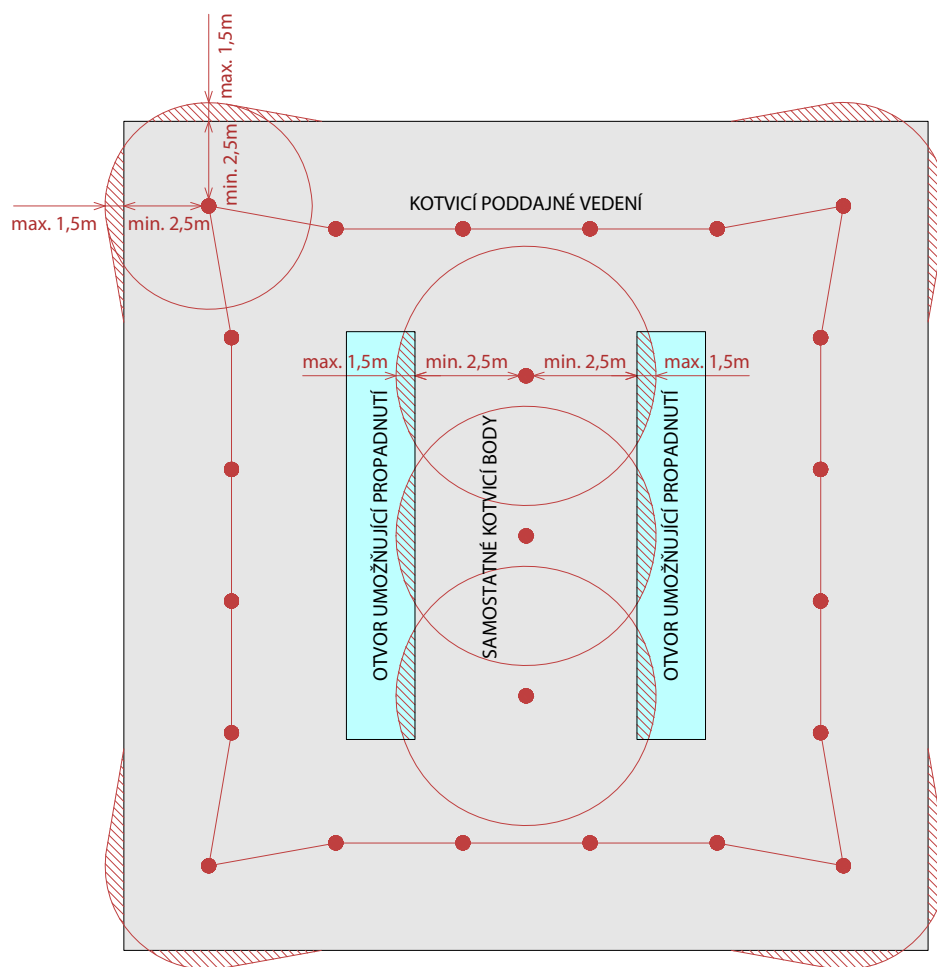 max. 1,5m
min. 2,5m
max. 1,5m
min. 2,5m
KOTVICÍ PODDAJNÉ VEDENÍ
max. 1,5m
min. 2,5m
min. 2,5m
max. 1,5m
OTVOR UMOŽŇUJÍCÍ PROPADNUTÍ
SAMOSTATNÉ KOTVICÍ BODY
OTVOR UMOŽŇUJÍCÍ PROPADNUTÍ